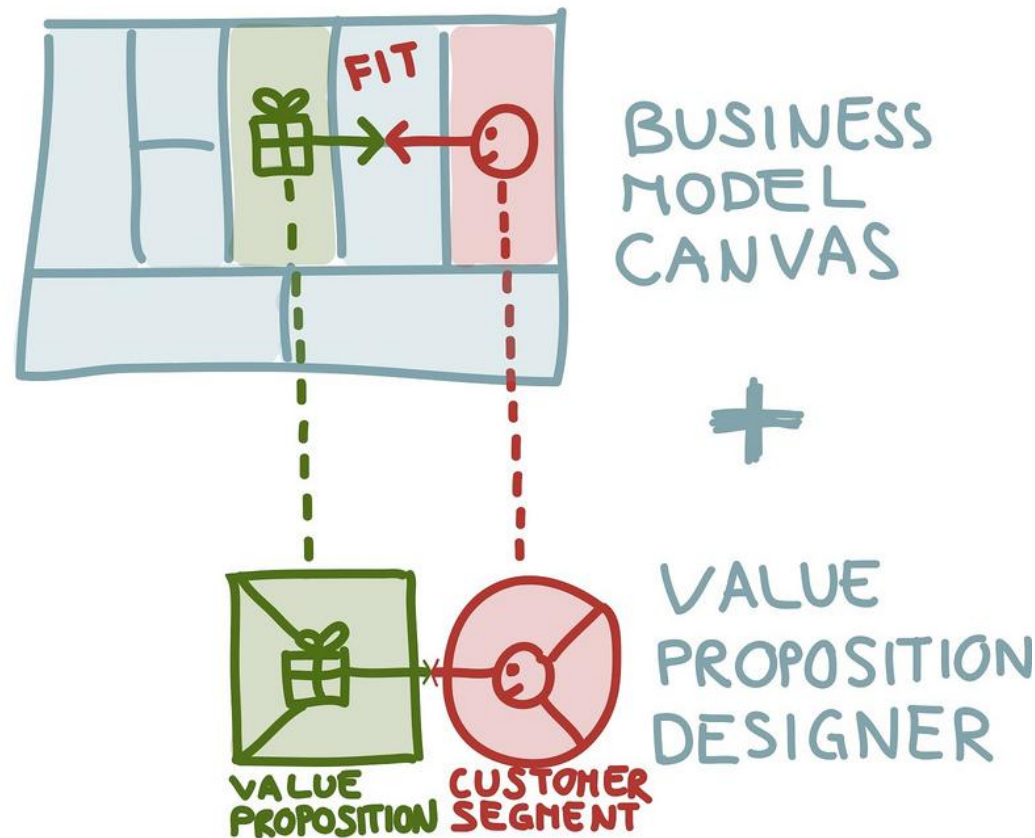 FIT
BUSINESS
MODEL
CANVAS
+
VALUE
PROPOSITION
DESIGNER
VALUE
PROPOSITION
CUSTOMER
SEGMENT